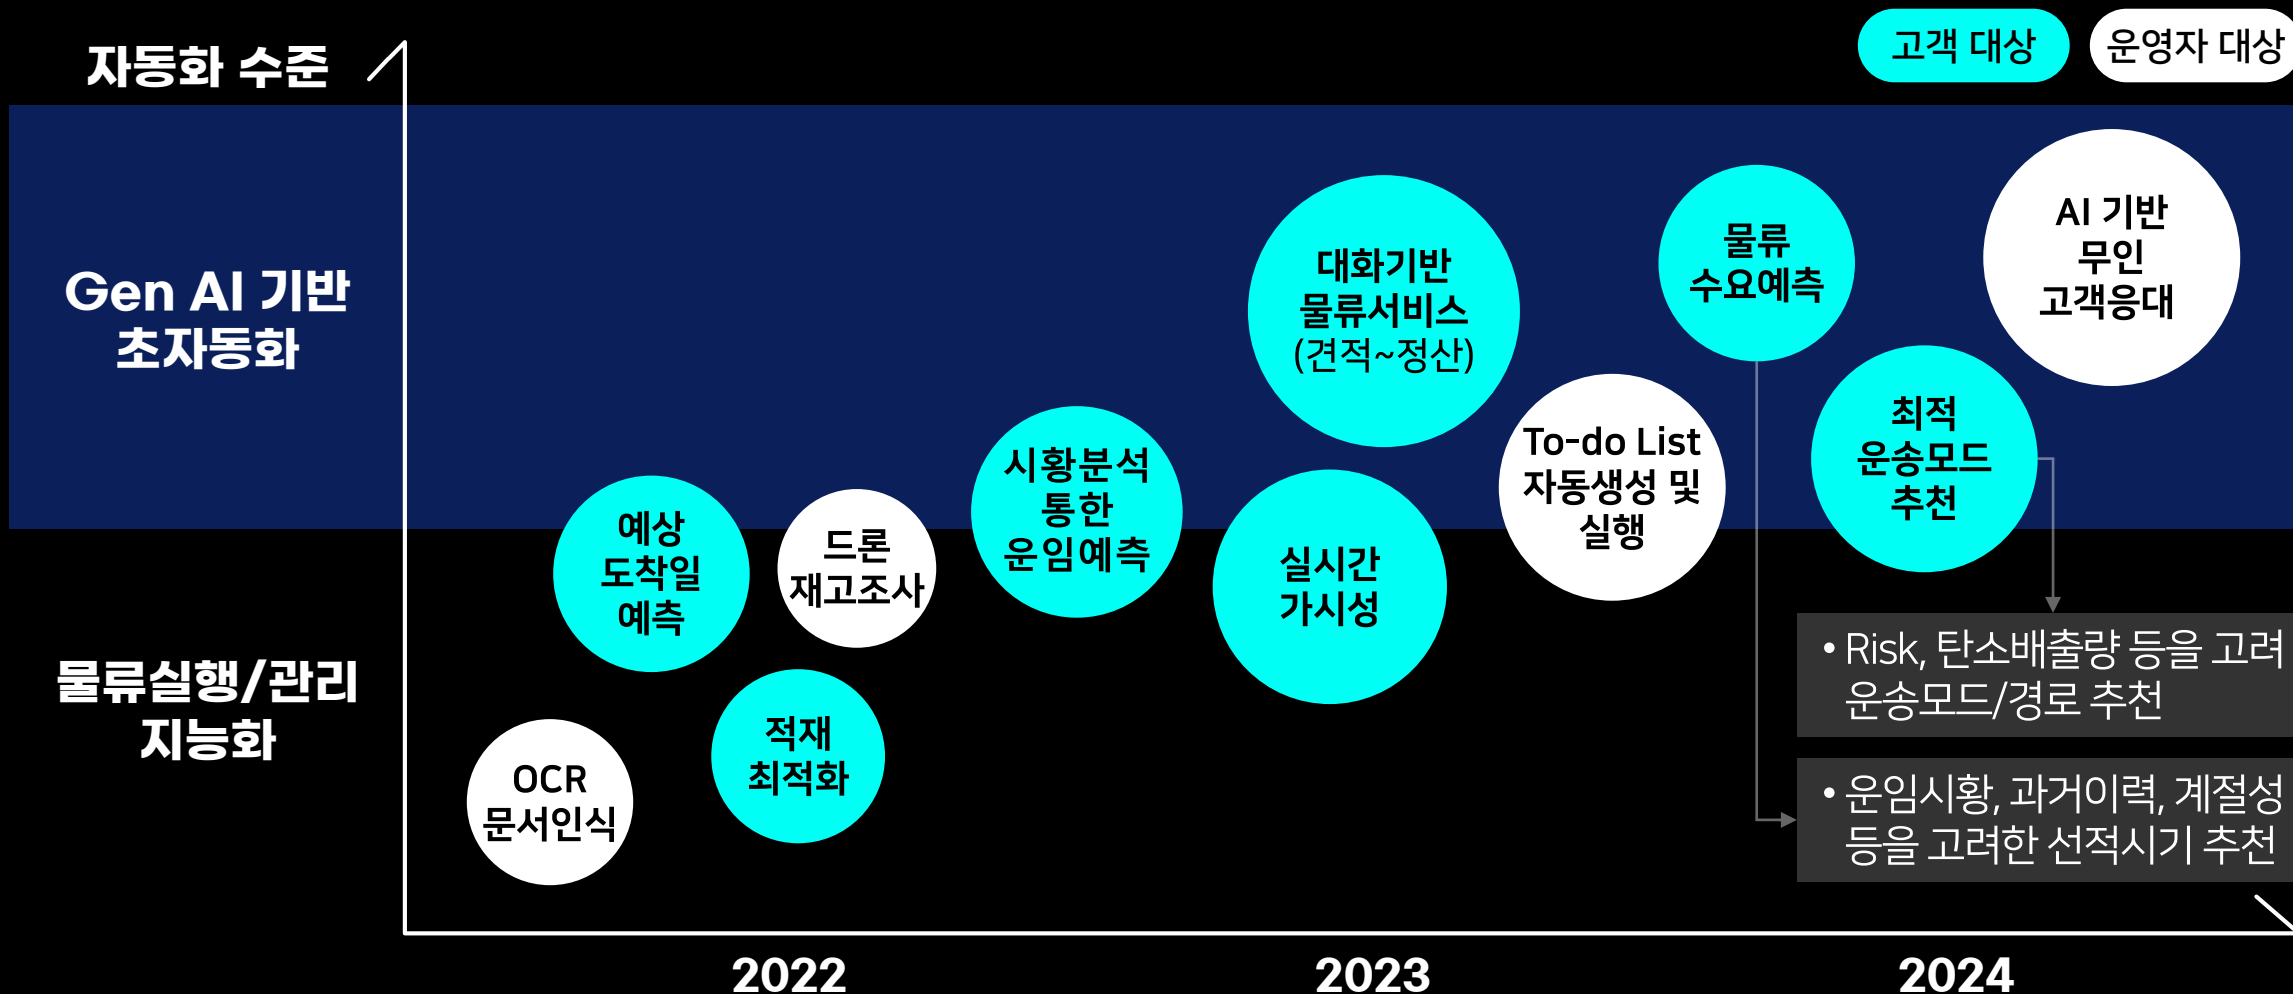 자동화 수준
고객 대상
운영자 대상
Gen AI 기반
초자동화
물류실행/관리
지능화
OCR
문서인식
예상
도착일
예측
적재
최적화
드론
재고조사
시황분석
통한
운임예측
대화기반
물류서비스
(견적~정산)
실시간
가시성
To-do List
자동생성 및
실행
물류
수요예측
최적
운송모드
추천
AI 기반
무인
고객응대
• Risk, 탄소배출량 등을 고려
운송모드/경로 추천
• 운임시황, 과거이력, 계절성
등을 고려한 선적시기 추천
2022
2023
2024